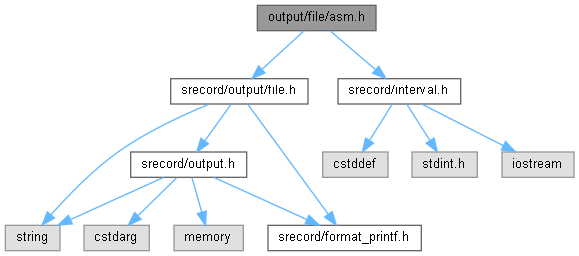 output/file/asm.h
srecord/output/file.h
srecord/interval.h
srecord/output.h
cstddef
stdint.h
iostream
string
cstdarg
memory
srecord/format_printf.h